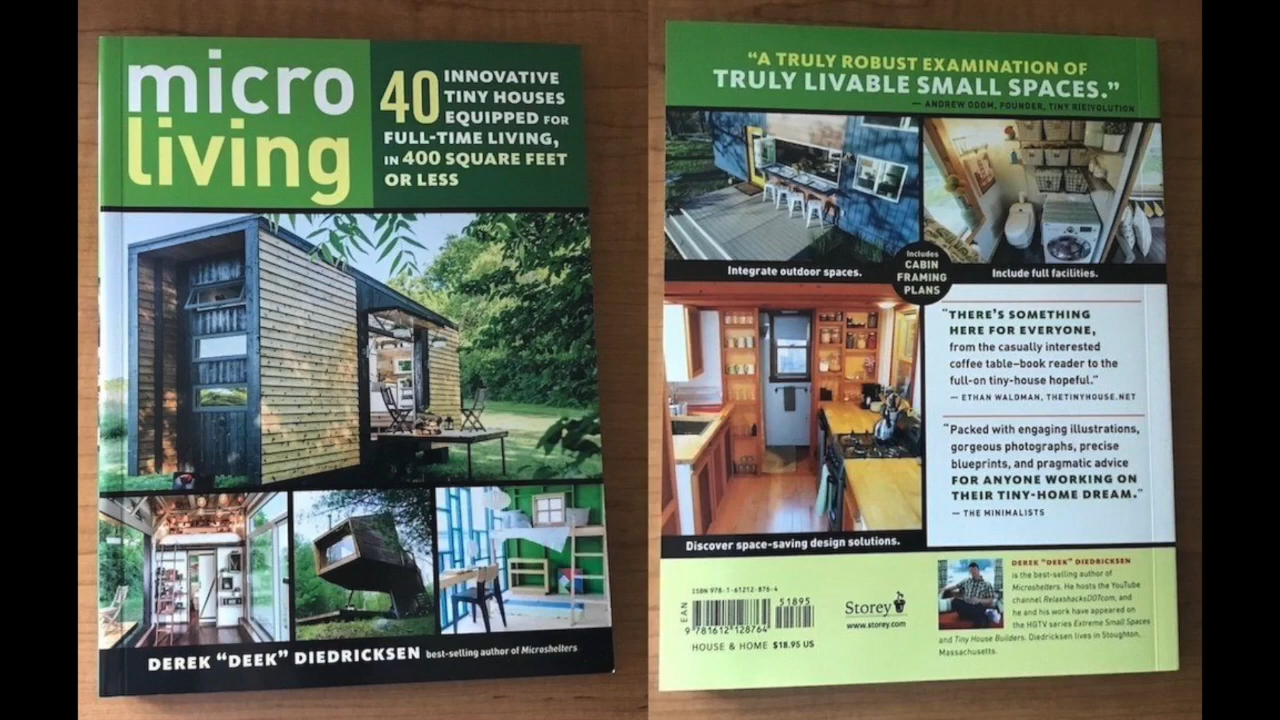 micro
living
40 INNOVATIVE
TINY HOUSES
EQUIPPED FOR
FULL-TIME LIVING,
IN 400 SQUARE FEET
OR LESS
DEREK “DEEK” DIEDRICKSEN best-selling author of Microshelters
“A TRULY ROBUST EXAMINATION OF
TRULY LIVABLE SMALL SPACES.”
— ANDREW ODOM, FOUNDER, TINY R(E)VOLUTION
Integrate outdoor spaces.
Includes
CABIN
FRAMING
PLANS
Include full facilities.
“THERE’S SOMETHING
HERE FOR EVERYONE,
from the casually interested
coffee table–book reader to the
full-on tiny-house hopeful.”
— ETHAN WALDMAN, THETINYHOUSE.NET
“Packed with engaging illustrations,
gorgeous photographs, precise
blueprints, and pragmatic advice
FOR ANYONE WORKING ON
THEIR TINY-HOME DREAM.”
— THE MINIMALISTS
Discover space-saving design solutions.
ISBN 978-1-61212-876-4
51895
EAN
9 781612 128764
HOUSE & HOME $18.95 US
Storey
www.storey.com
DEREK “DEEK” DIEDRICKSEN
is the best-selling author of
Microshelters. He hosts the YouTube
channel RelaxshacksDOTcom, and
he and his work have appeared on
the HGTV series Extreme Small Spaces
and Tiny House Builders. Diedricksen lives in Stoughton,
Massachusetts.